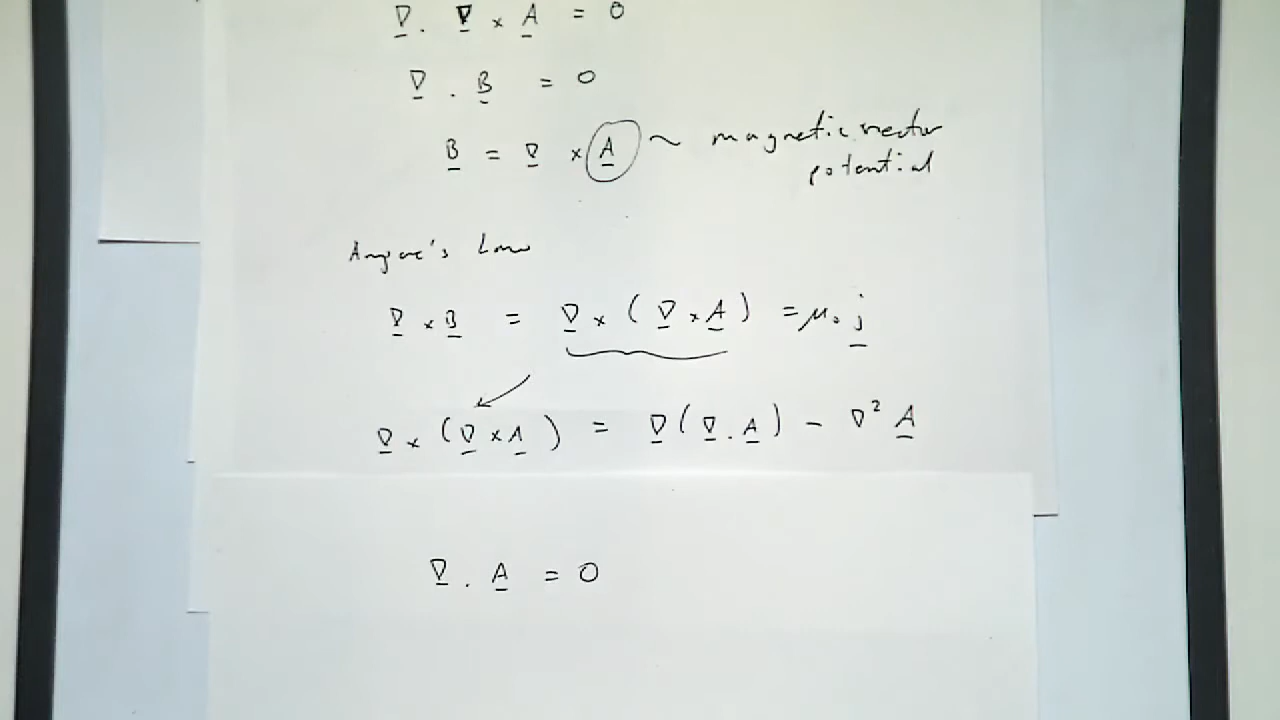 ∇ . ∇ × A = 0
∇ . B = 0
B = ∇ × A ~ magnetic vector
potential
Ampere's Law
∇ × B = ∇ × (∇ × A) = μ₀ j
∇ × (∇ × A) = ∇(∇ . A) - ∇² A
∇ . A = 0